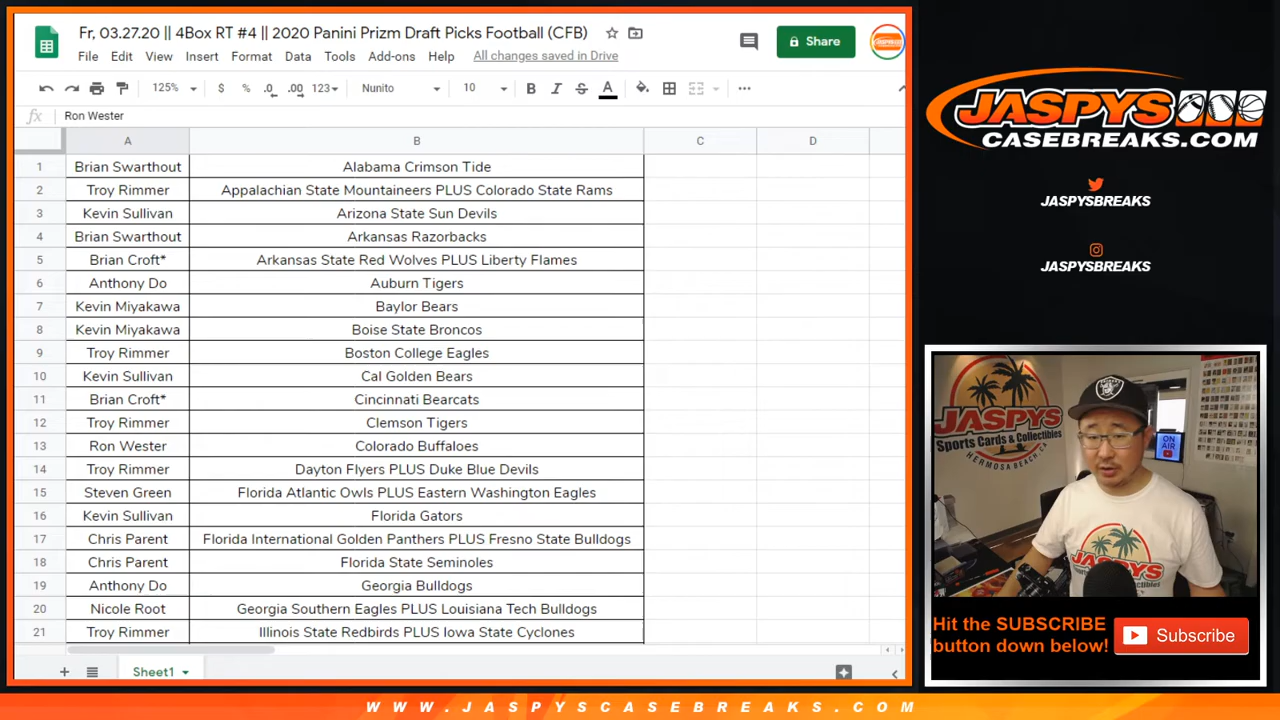 Fr, 03.27.20 || 4Box RT #4 || 2020 Panini Prizm Draft Picks Football (CFB)
Share
File Edit View Insert Format Data Tools Add-ons Help All changes saved in Drive
125% $ % .0 .00 123 Nunito 10 B I S A
fx Ron Wester
A B C D
1 Brian Swarthout Alabama Crimson Tide
2 Troy Rimmer Appalachian State Mountaineers PLUS Colorado State Rams
3 Kevin Sullivan Arizona State Sun Devils
4 Brian Swarthout Arkansas Razorbacks
5 Brian Croft* Arkansas State Red Wolves PLUS Liberty Flames
6 Anthony Do Auburn Tigers
7 Kevin Miyakawa Baylor Bears
8 Kevin Miyakawa Boise State Broncos
9 Troy Rimmer Boston College Eagles
10 Kevin Sullivan Cal Golden Bears
11 Brian Croft* Cincinnati Bearcats
12 Troy Rimmer Clemson Tigers
13 Ron Wester Colorado Buffaloes
14 Troy Rimmer Dayton Flyers PLUS Duke Blue Devils
15 Steven Green Florida Atlantic Owls PLUS Eastern Washington Eagles
16 Kevin Sullivan Florida Gators
17 Chris Parent Florida International Golden Panthers PLUS Fresno State Bulldogs
18 Chris Parent Florida State Seminoles
19 Anthony Do Georgia Bulldogs
20 Nicole Root Georgia Southern Eagles PLUS Louisiana Tech Bulldogs
21 Troy Rimmer Illinois State Redbirds PLUS Iowa State Cyclones
Sheet1
JASPYS
CASEBREAKS.COM
JASPYSBREAKS
JASPYSBREAKS
JASPYS
Sports Cards & Collectibles
HERMOSA BEACH, CA
ON AIR
JASPYS
Hit the SUBSCRIBE
button down below!
Subscribe
WWW.JASPYSCASEBREAKS.COM